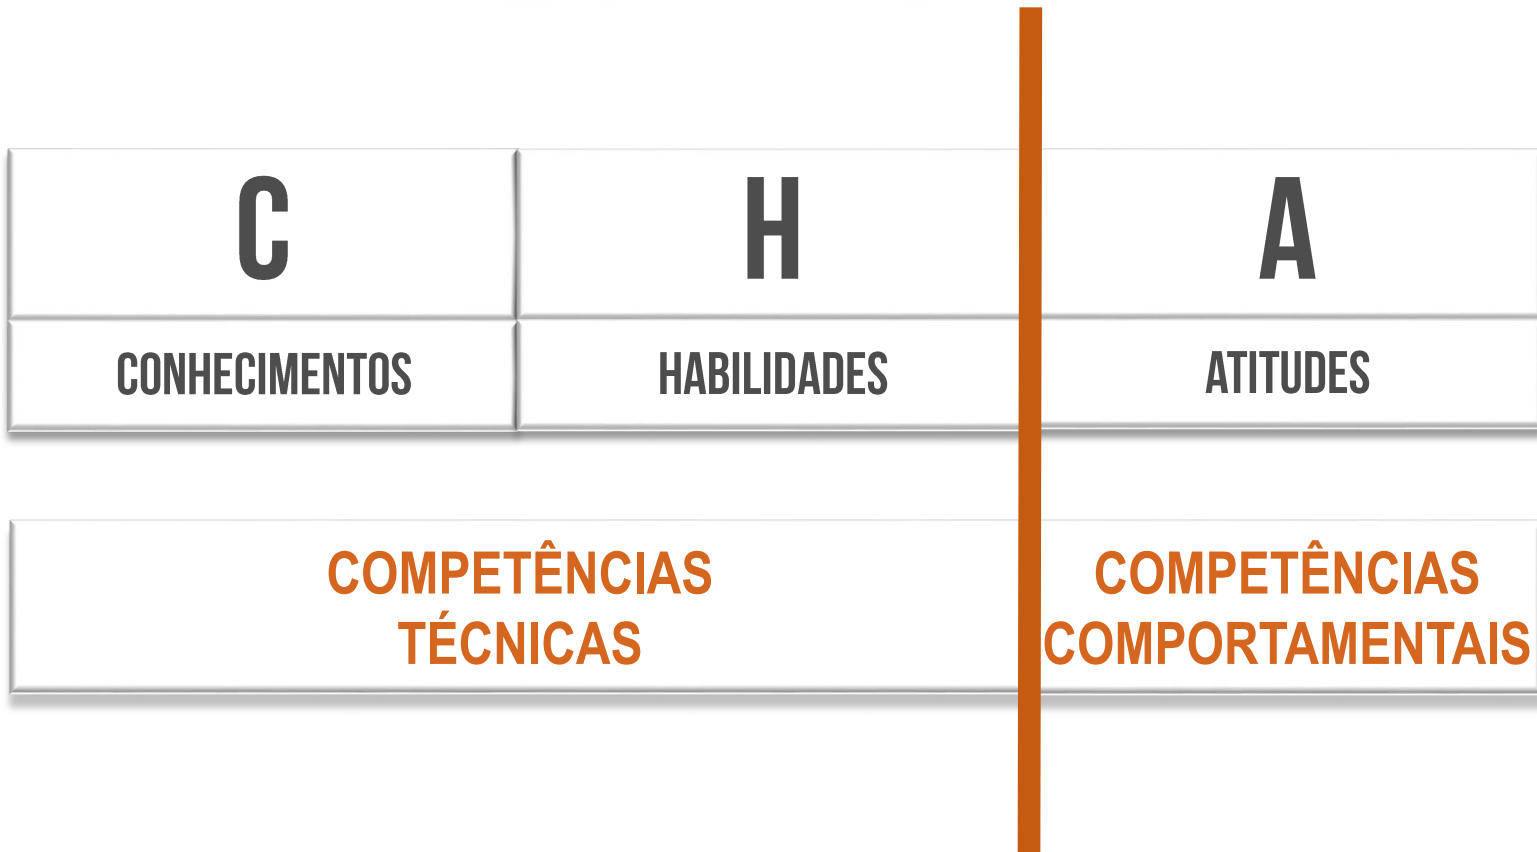 C
H
A
CONHECIMENTOS
HABILIDADES
ATITUDES
COMPETÊNCIAS
TÉCNICAS
COMPETÊNCIAS
COMPORTAMENTAIS